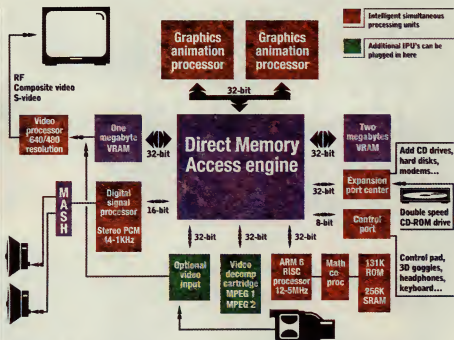 Graphics
animation
processor
Graphics
animation
processor
Intelligent simultaneous
processing units
Additional IPU's can be
plugged in here
32-bit
RF
Composite video
S-video
Video
processor
640/480
resolution
One
megabyte
VRAM
32-bit
Direct Memory
Access engine
32-bit
Two
megabytes
VRAM
Add CD drives,
hard disks,
modems...
MASH
Digital
signal
processor
Stereo PCM
14-1KHz
16-bit
32-bit
Expansion
port center
Double speed
CD-ROM drive
8-bit
Control
port
32-bit
32-bit
32-bit
Optional
video
input
Video
decomp
cartridge
MPEG 1
MPEG 2
ARM 6
RISC
processor
12-5MHz
Math
co
proc
131K
ROM
256K
SRAM
Control pad,
3D goggles,
headphones,
keyboard...